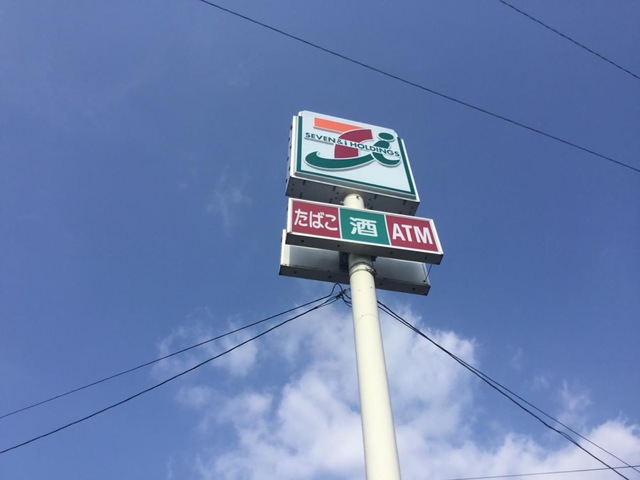 SEVEN&i HOLDINGS
たばこ 酒 ATM